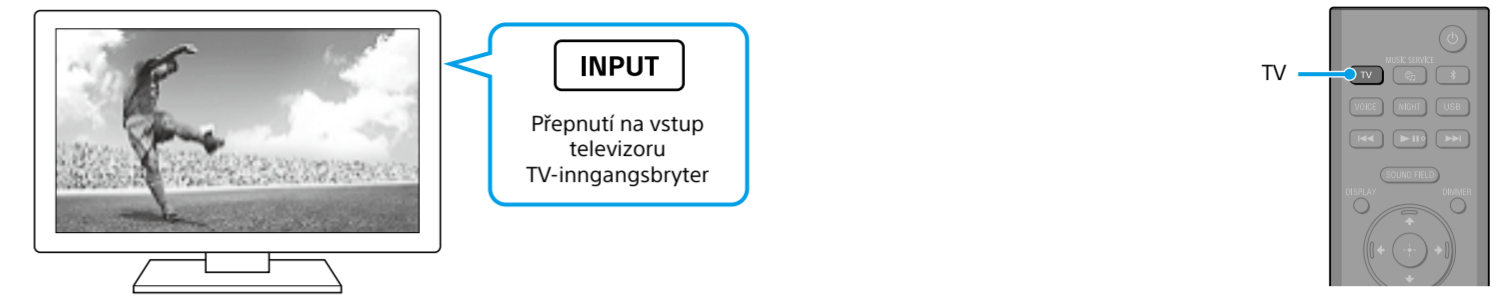 INPUT
Přepnutí na vstup
televizoru
TV-inngangsbryter
TV
MUSIC SERVICE
TV
VOICE NIGHT USB
SOUND FIELD
DISPLAY DIMMER